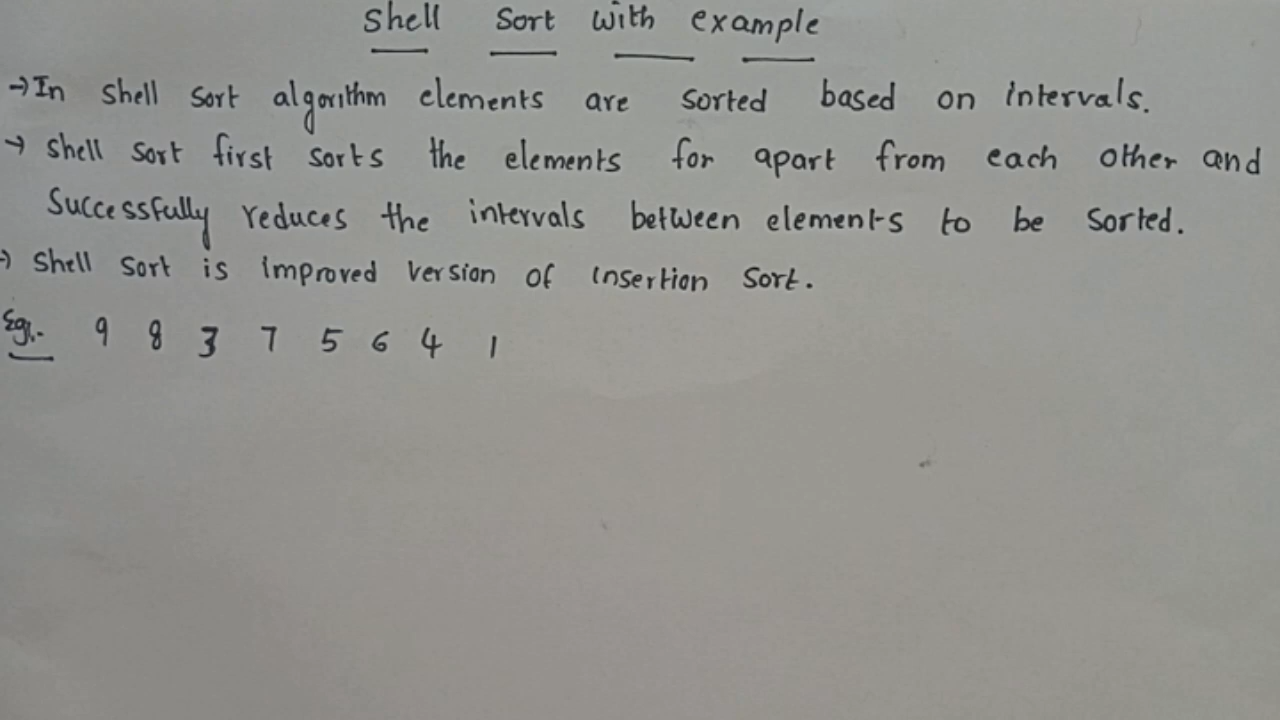 Shell Sort with example
→ In shell sort algorithm elements are sorted based on intervals.
→ shell sort first sorts the elements for apart from each other and
Successfully reduces the intervals between elements to be sorted.
→ shell sort is improved version of insertion sort.
Eg:- 9 8 3 7 5 6 4 1